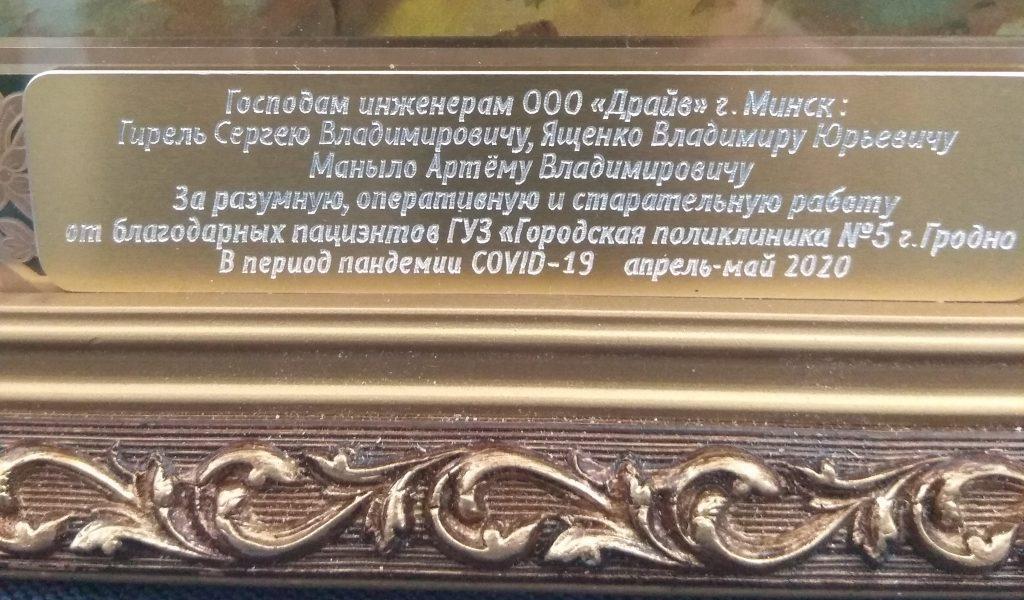 Господам инженерам ООО «Драйв» г. Минск:
Гирель Сергею Владимировичу, Ященко Владимиру Юрьевичу
Маныло Артёму Владимировичу
За разумную, оперативную и старательную работу
от благодарных пациэнтов ГУЗ «Городская поликлиника №5 г. Гродно
В период пандемии COVID-19 апрель-май 2020